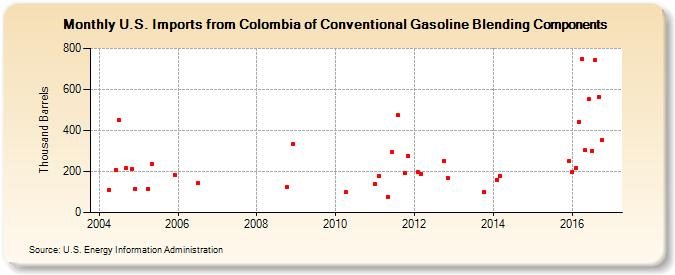 Monthly U.S. Imports from Colombia of Conventional Gasoline Blending Components
Thousand Barrels
800
600
400
200
0
2004 2006 2008 2010 2012 2014 2016
Source: U.S. Energy Information Administration